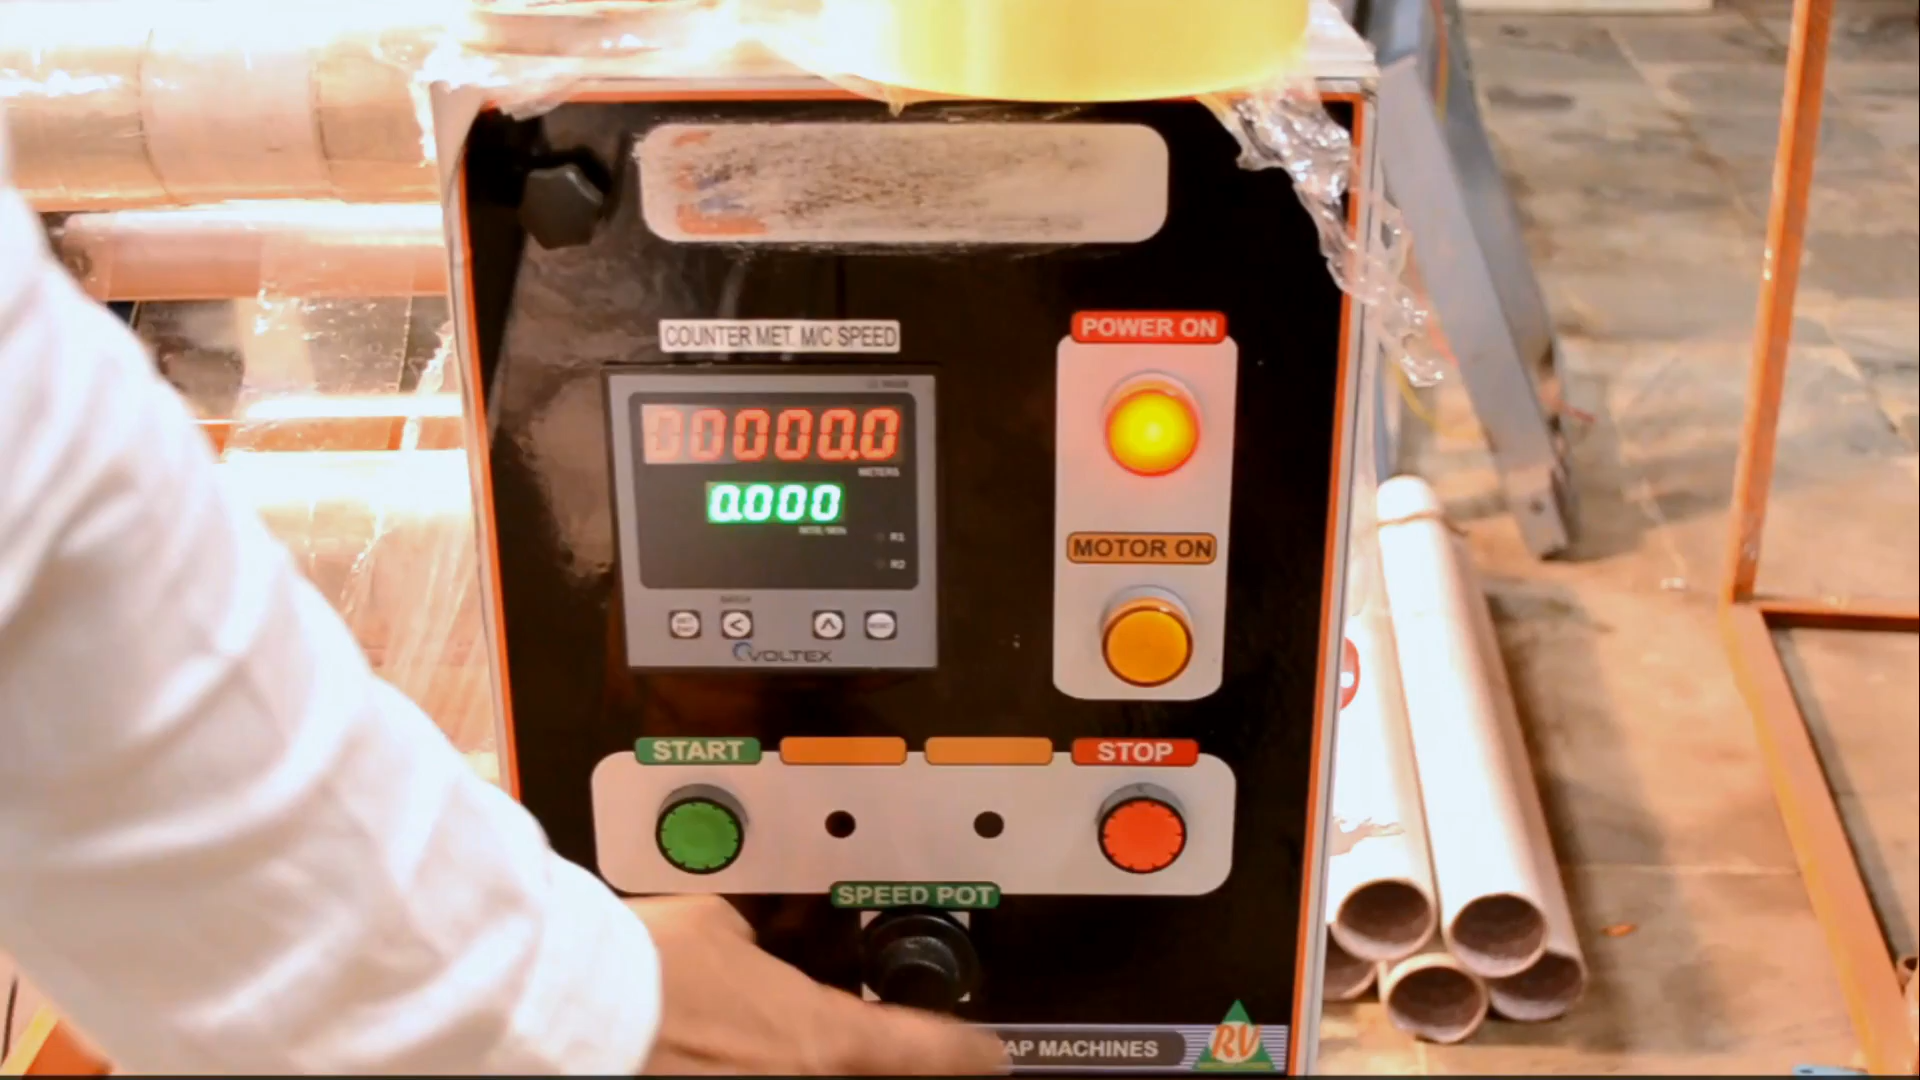 COUNTER MET. M/C SPEED
POWER ON
00000.0
METERS
0.000
MTR/MIN
R1
R2
MOTOR ON
<
VOLTEX
START
STOP
SPEED POT
AP MACHINES
RV